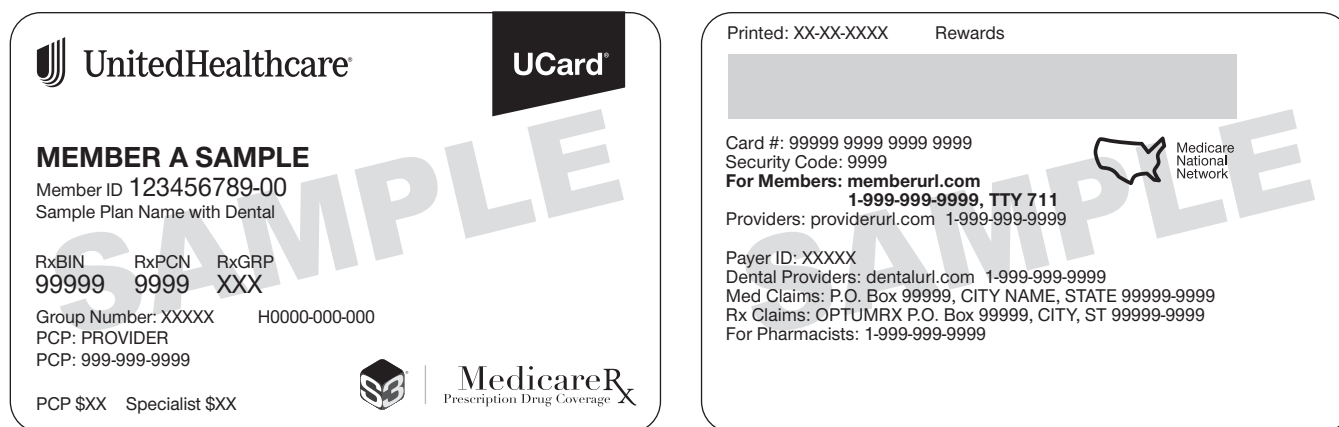 UnitedHealthcare®
UCard®
SAMPLE
MEMBER A SAMPLE
Member ID 123456789-00
Sample Plan Name with Dental
RxBIN RxPCN RxGRP
99999 9999 XXX
Group Number: XXXXX H0000-000-000
PCP: PROVIDER
PCP: 999-999-9999
S3
MedicareRx
Prescription Drug Coverage
PCP $XX Specialist $XX
Printed: XX-XX-XXXX Rewards
SAMPLE
Card #: 99999 9999 9999 9999
Security Code: 9999
For Members: memberurl.com
1-999-999-9999, TTY 711
Providers: providerurl.com 1-999-999-9999
Medicare
National
Network
Payer ID: XXXXX
Dental Providers: dentalurl.com 1-999-999-9999
Med Claims: P.O. Box 99999, CITY NAME, STATE 99999-9999
Rx Claims: OPTUMRX P.O. Box 99999, CITY, ST 99999-9999
For Pharmacists: 1-999-999-9999